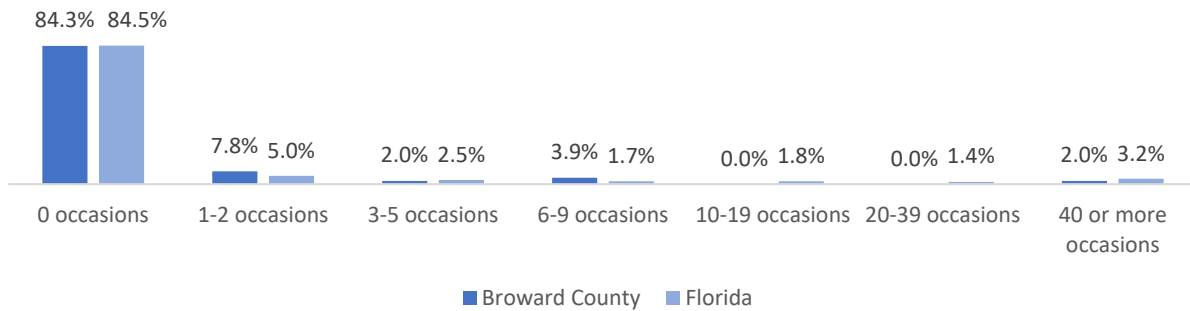 84.3% 84.5%
7.8% 5.0%
2.0% 2.5%
3.9% 1.7%
0.0% 1.8%
0.0% 1.4%
2.0% 3.2%
0 occasions
1-2 occasions
3-5 occasions
6-9 occasions
10-19 occasions
20-39 occasions
40 or more
occasions
Broward County
Florida